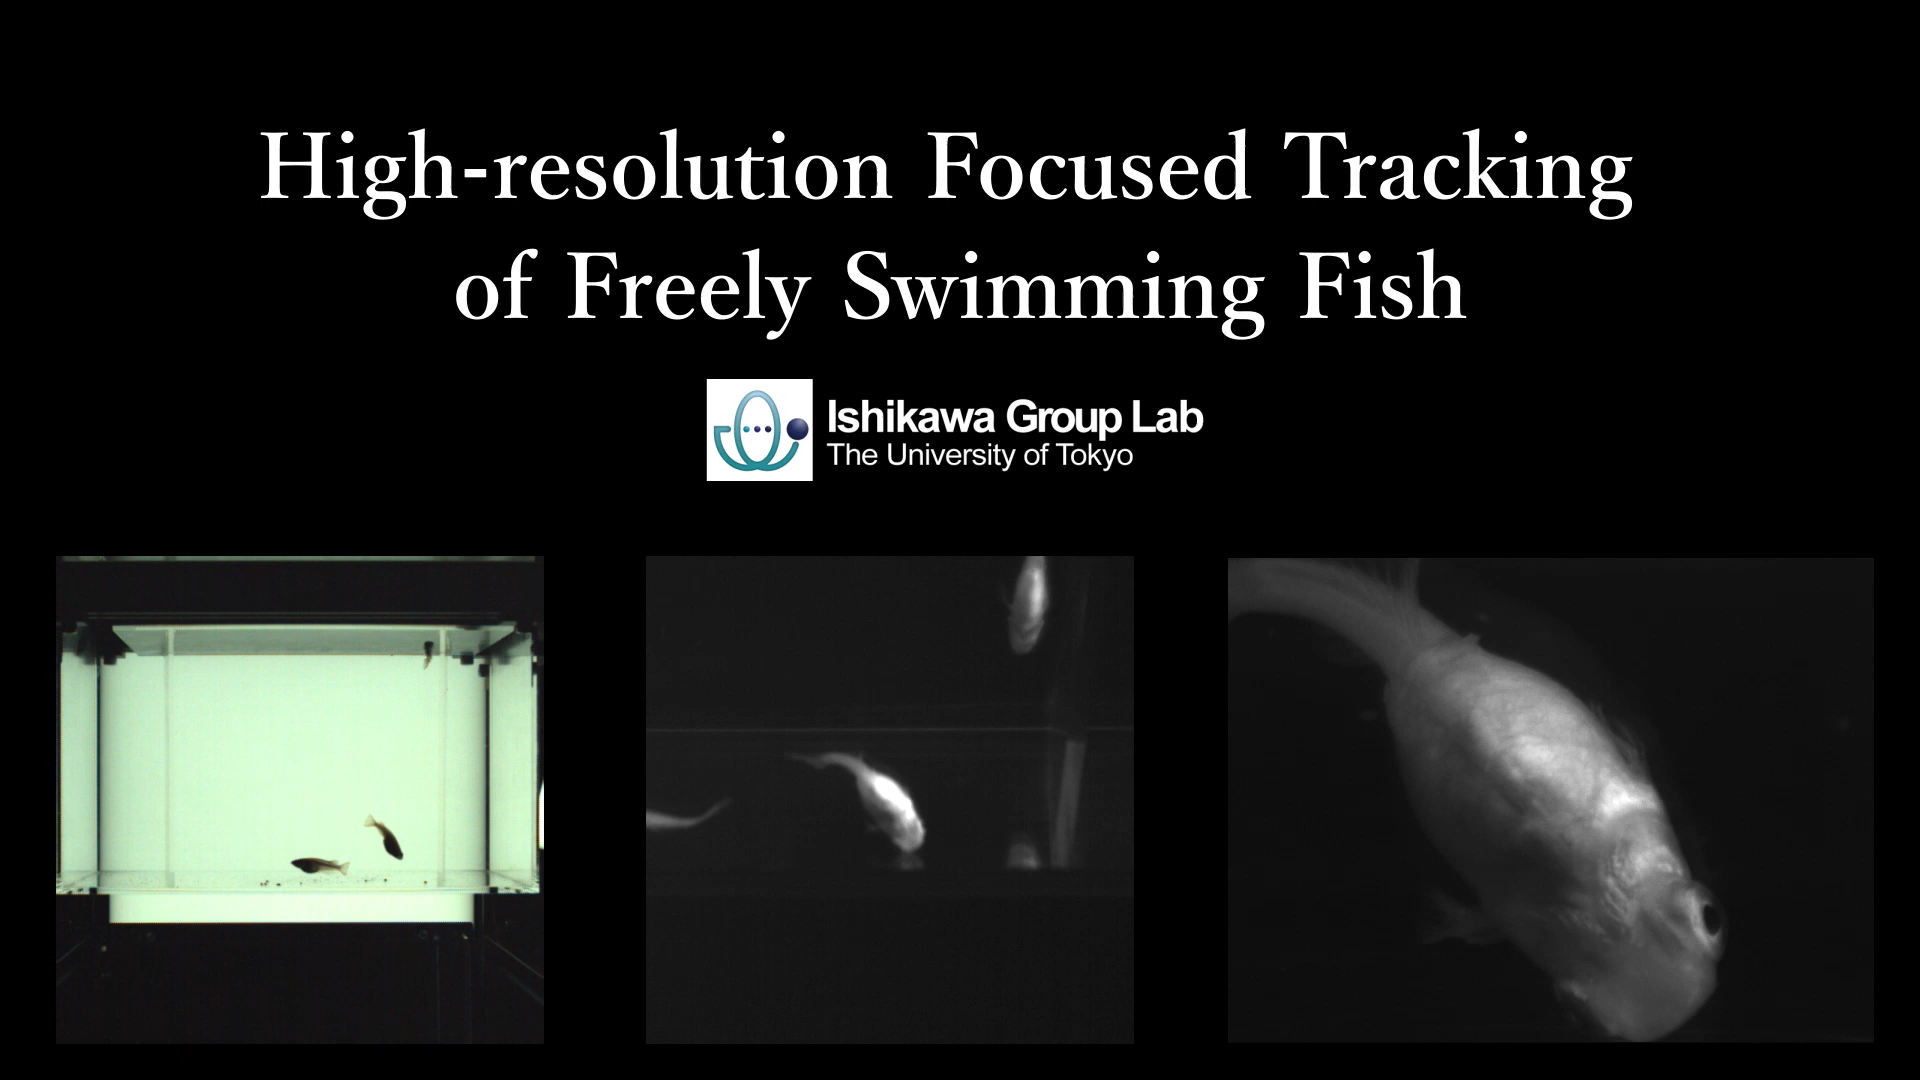 High-resolution Focused Tracking
of Freely Swimming Fish
Ishikawa Group Lab
The University of Tokyo